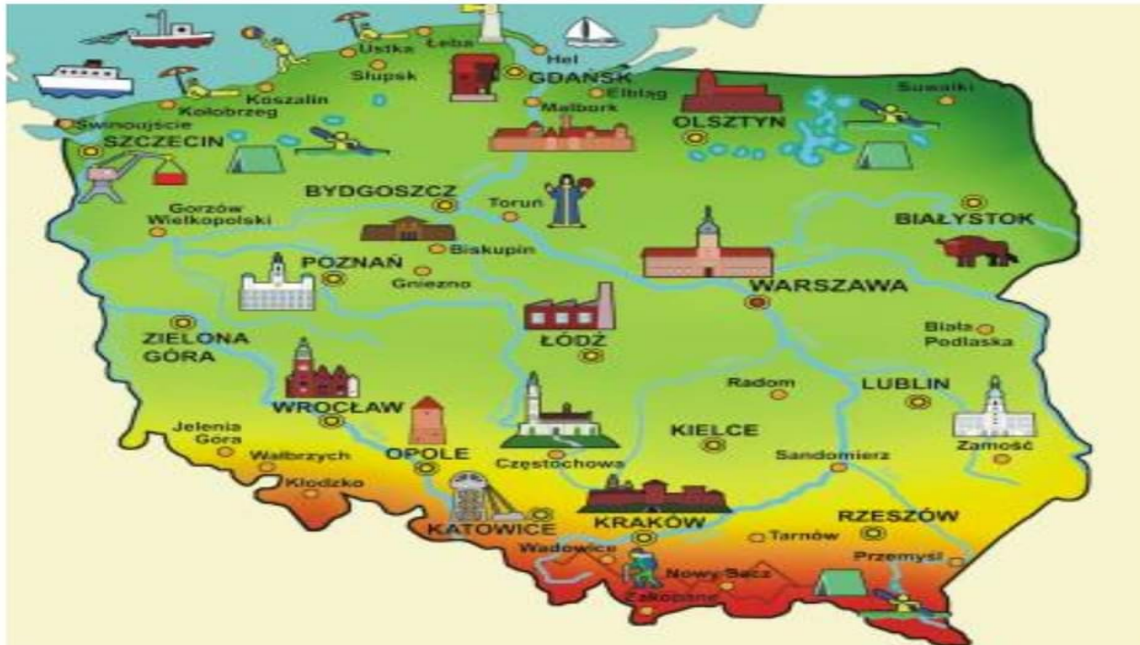 Ustka
Łeba
Hel
Słupsk
GDAŃSK
Elbląg
Suwałki
Koszalin
Kołobrzeg
Malbork
Świnoujście
OLSZTYN
SZCZECIN
BYDGOSZCZ
Toruń
BIAŁYSTOK
Gorzów
Wielkopolski
Biskupin
POZNAŃ
Gniezno
WARSZAWA
ZIELONA
GÓRA
ŁÓDŹ
Biała
Podlaska
Radom
LUBLIN
WROCŁAW
Jelenia
Góra
KIELCE
Zamość
Wałbrzych
OPOLE
Częstochowa
Sandomierz
Kłodzko
KATOWICE
KRAKÓW
RZESZÓW
Tarnów
Wadowice
Przemyśl
Nowy Sącz
Zakopane